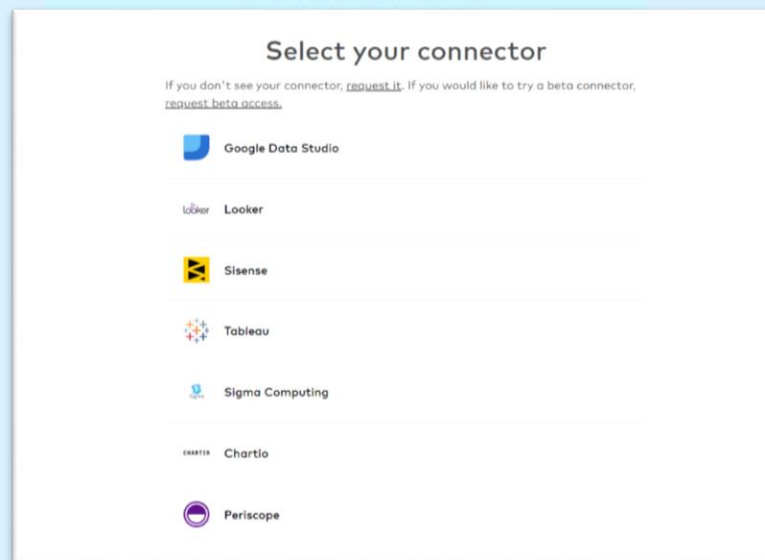 Select your connector
If you don't see your connector, request it. If you would like to try a beta connector,
request beta access.
Google Data Studio
looker Looker
Sisense
Tableau
Sigma Computing
CHARTIO Chartio
Periscope